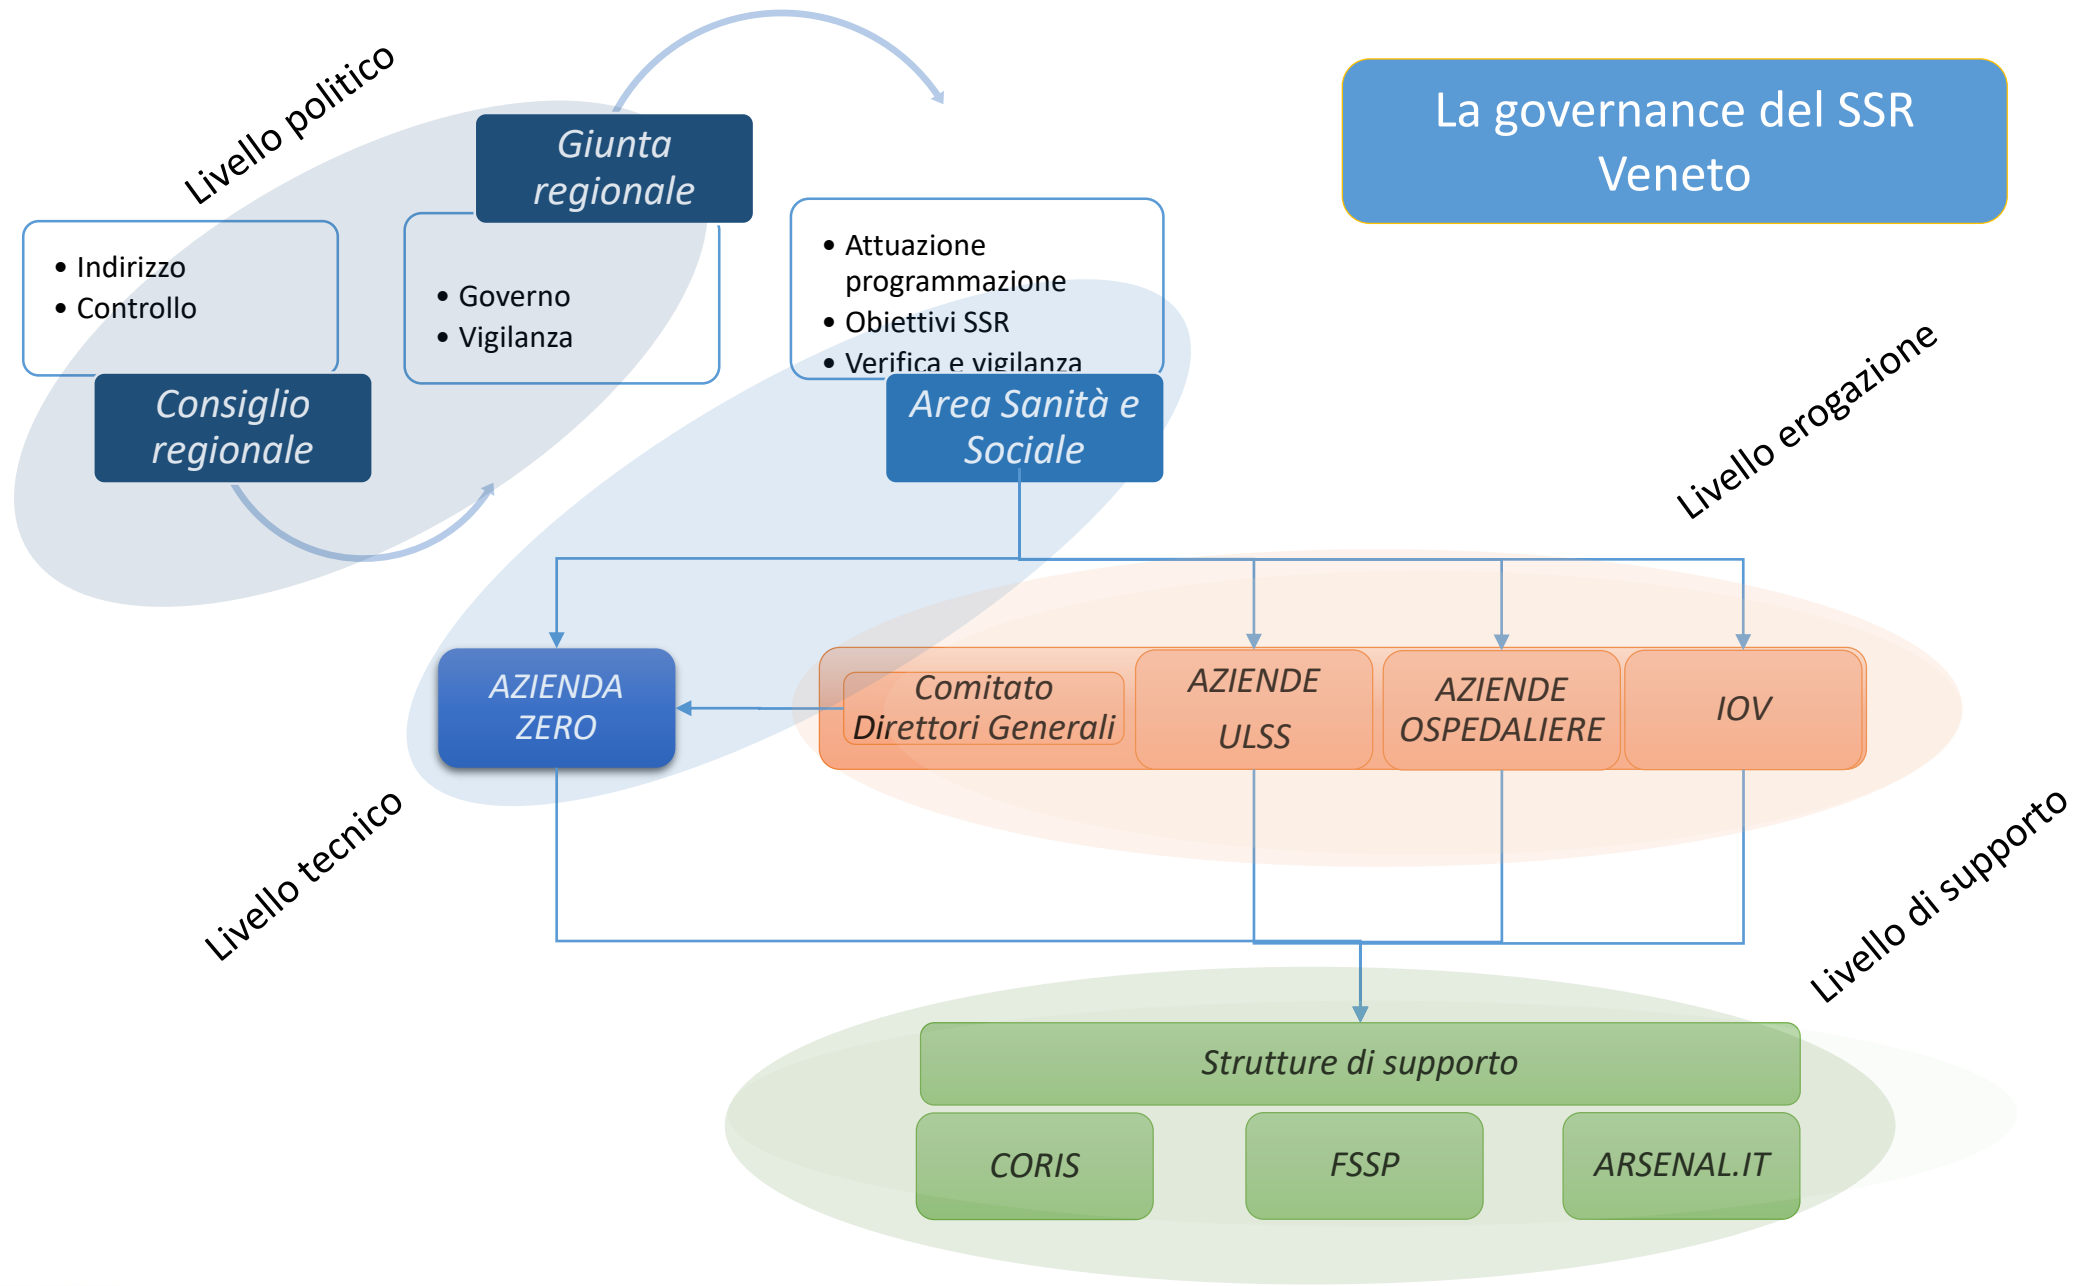 La governance del SSR
Veneto
Livello politico
Giunta
regionale
• Indirizzo
• Controllo
• Governo
• Vigilanza
• Attuazione
programmazione
• Obiettivi SSR
• Verifica e vigilanza
Consiglio
regionale
Area Sanità e
Sociale
Livello erogazione
AZIENDA
ZERO
Comitato
Direttori Generali
AZIENDE
ULSS
AZIENDE
OSPEDALIERE
IOV
Livello tecnico
Livello di supporto
Strutture di supporto
CORIS
FSSP
ARSENAL.IT